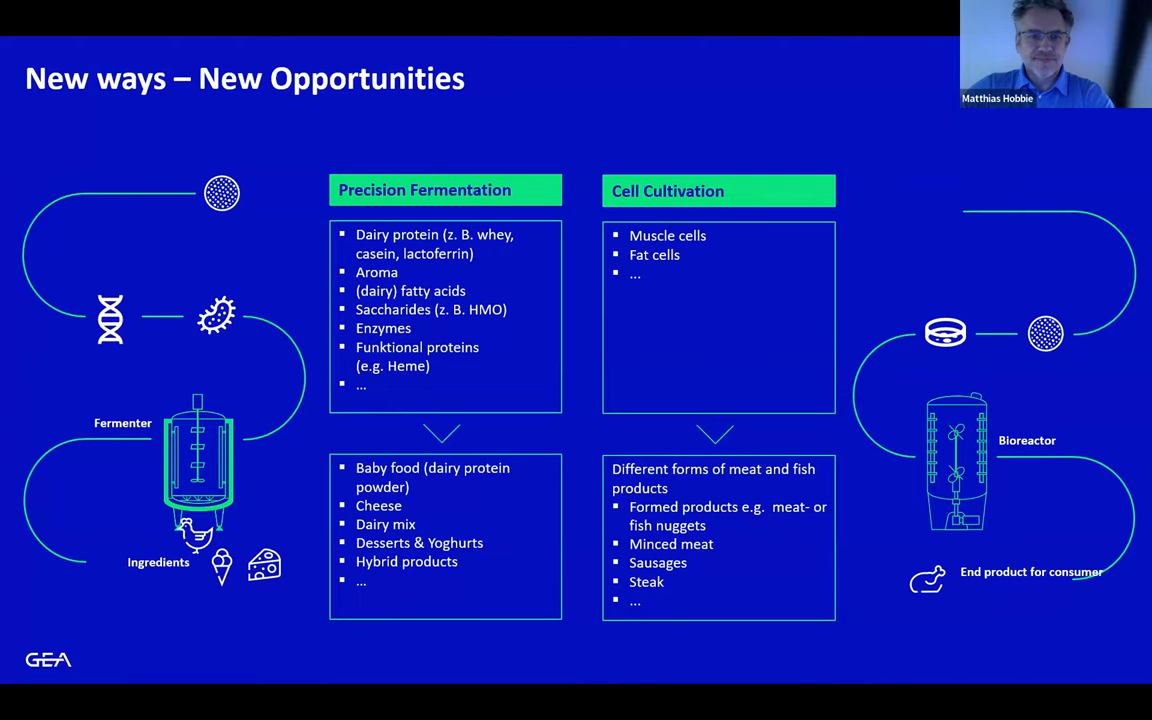 New ways – New Opportunities
Matthias Hobbie
Precision Fermentation
Dairy protein (z. B. whey,
casein, lactoferrin)
Aroma
(dairy) fatty acids
Saccharides (z. B. HMO)
Enzymes
Funktional proteins
(e.g. Heme)
...
Baby food (dairy protein
powder)
Cheese
Dairy mix
Desserts & Yoghurts
Hybrid products
...
Cell Cultivation
Muscle cells
Fat cells
...
Different forms of meat and fish
products
Formed products e.g. meat- or
fish nuggets
Minced meat
Sausages
Steak
...
Fermenter
Ingredients
Bioreactor
End product for consumer
GEA